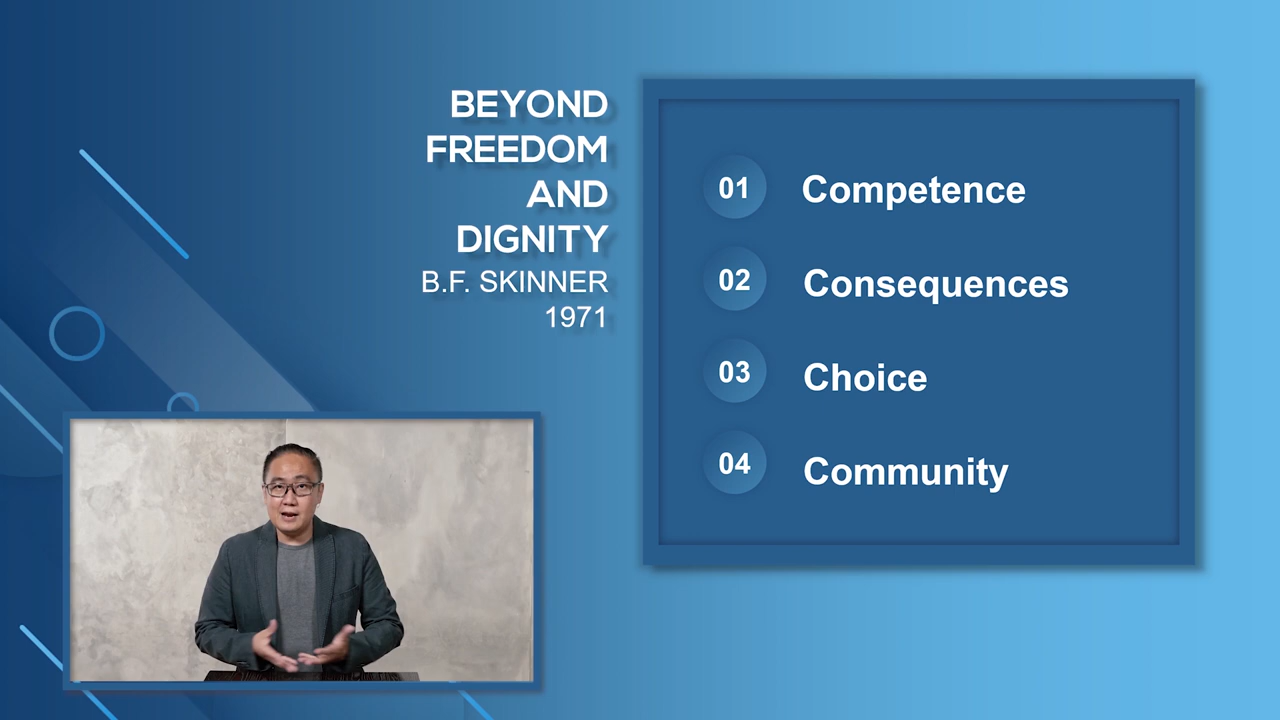 BEYOND
FREEDOM
AND
DIGNITY
B.F. SKINNER
1971
01 Competence
02 Consequences
03 Choice
04 Community